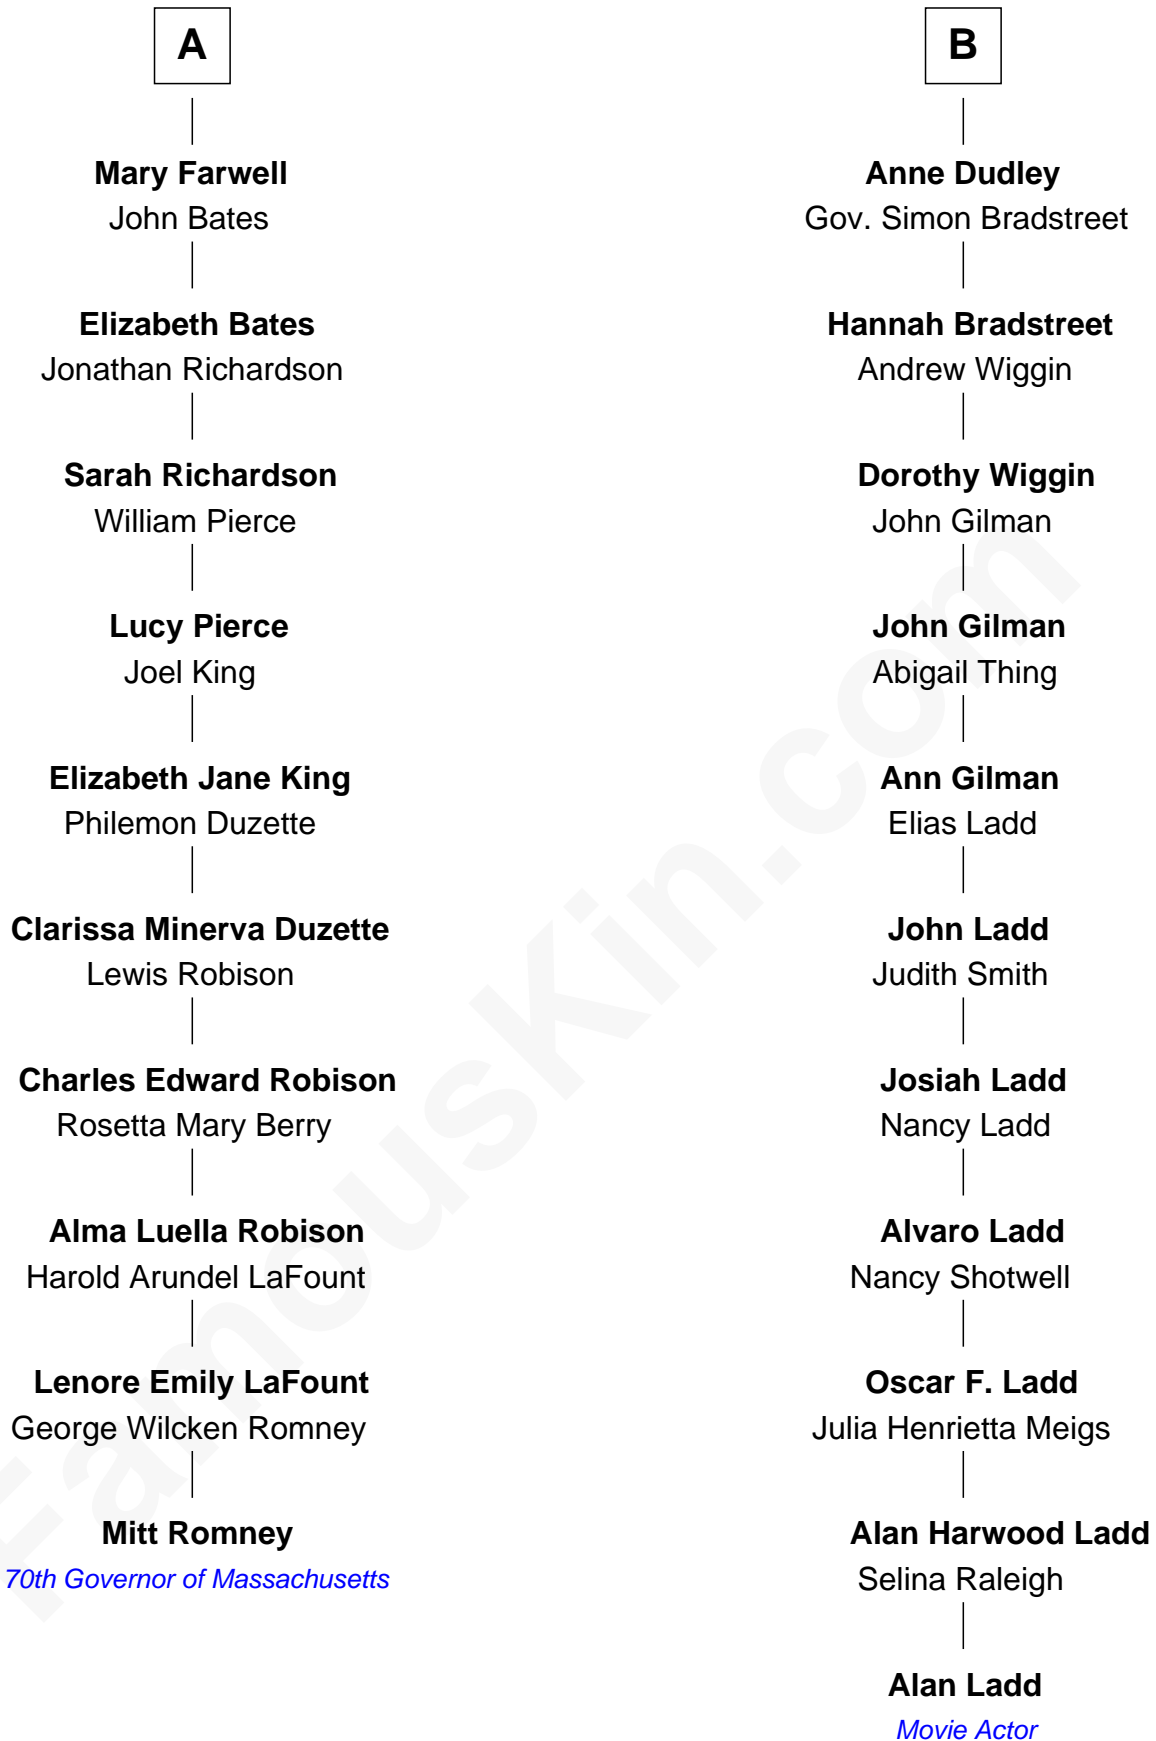 A
Mary Farwell
John Bates
Elizabeth Bates
Jonathan Richardson
Sarah Richardson
William Pierce
Lucy Pierce
Joel King
Elizabeth Jane King
Philemon Duzette
Clarissa Minerva Duzette
Lewis Robison
Charles Edward Robison
Rosetta Mary Berry
Alma Luella Robison
Harold Arundel LaFount
Lenore Emily LaFount
George Wilcken Romney
Mitt Romney
70th Governor of Massachusetts
B
Anne Dudley
Gov. Simon Bradstreet
Hannah Bradstreet
Andrew Wiggin
Dorothy Wiggin
John Gilman
John Gilman
Abigail Thing
Ann Gilman
Elias Ladd
John Ladd
Judith Smith
Josiah Ladd
Nancy Ladd
Alvaro Ladd
Nancy Shotwell
Oscar F. Ladd
Julia Henrietta Meigs
Alan Harwood Ladd
Selina Raleigh
Alan Ladd
Movie Actor
FamousKin.com